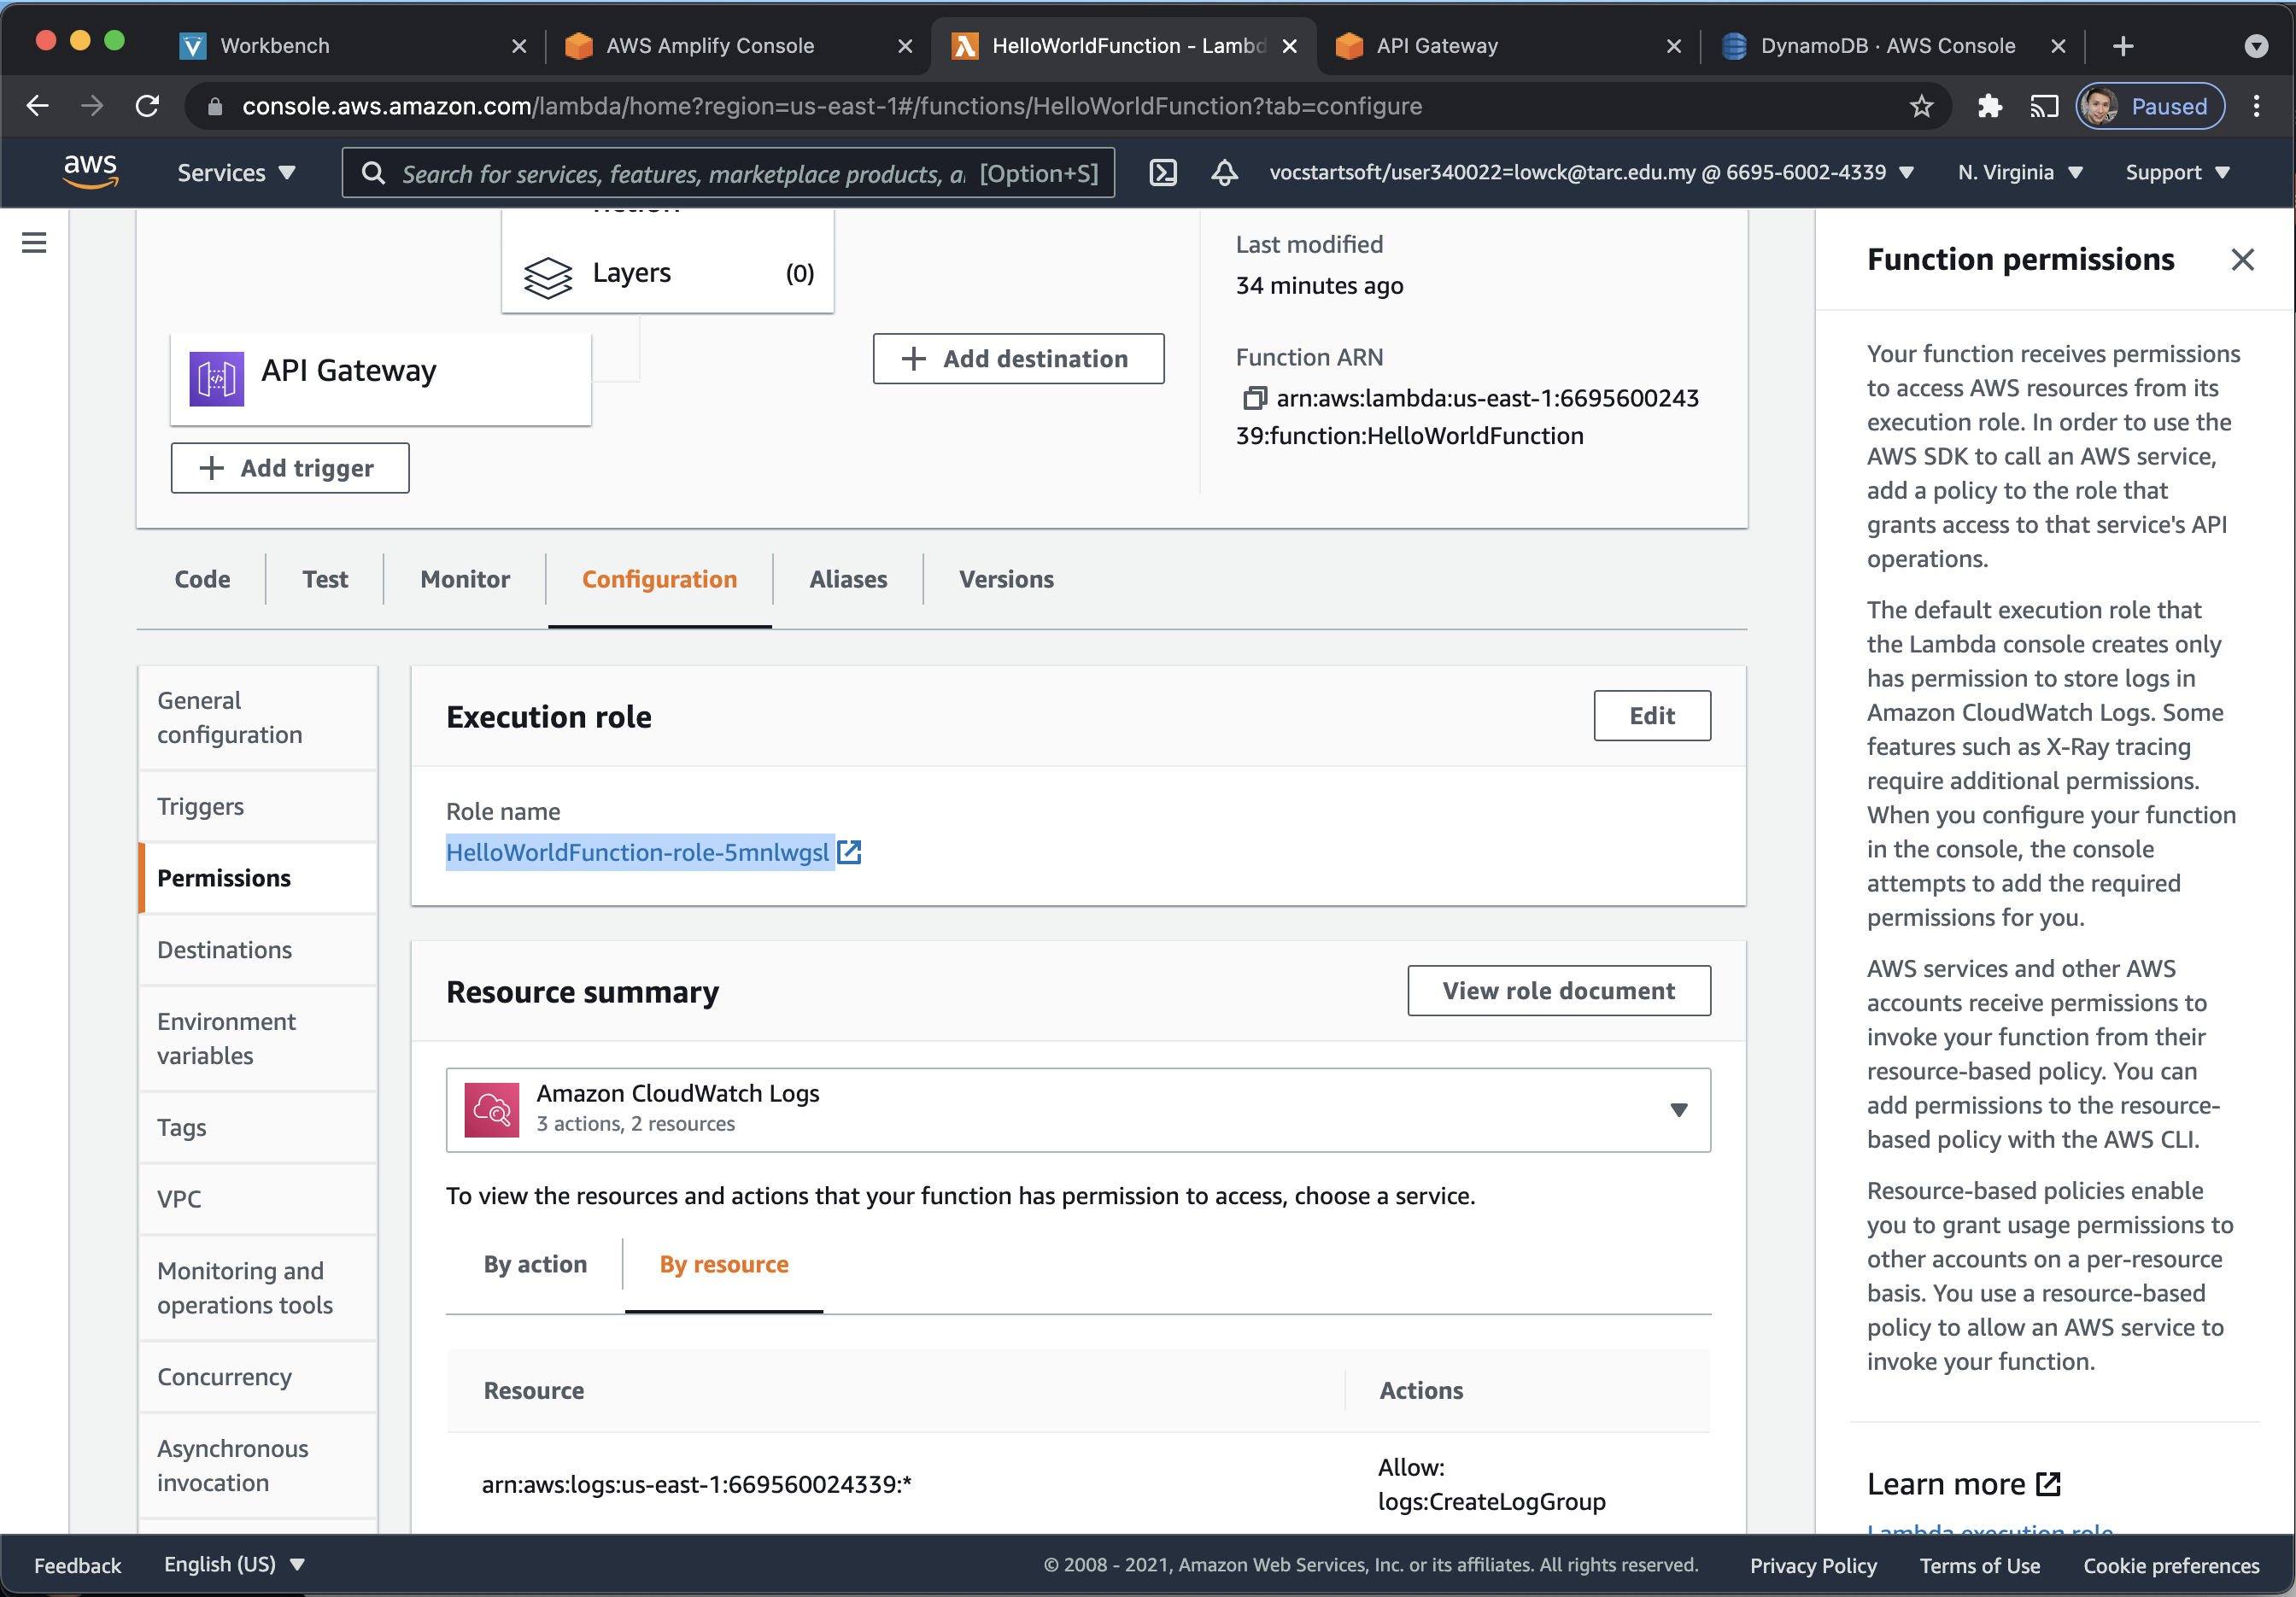 Workbench
AWS Amplify Console
HelloWorldFunction - Lambd
API Gateway
DynamoDB · AWS Console
console.aws.amazon.com/lambda/home?region=us-east-1#/functions/HelloWorldFunction?tab=configure
Paused
aws
Services
Search for services, features, marketplace products, a
[Option+S]
vocstartsoft/user340022=lowck@tarc.edu.my @ 6695-6002-4339
N. Virginia
Support
Layers
(0)
API Gateway
Add trigger
Add destination
Last modified
34 minutes ago
Function ARN
arn:aws:lambda:us-east-1:6695600243
39:function:HelloWorldFunction
Code
Test
Monitor
Configuration
Aliases
Versions
General
configuration
Triggers
Permissions
Destinations
Environment
variables
Tags
VPC
Monitoring and
operations tools
Concurrency
Asynchronous
invocation
Execution role
Edit
Role name
HelloWorldFunction-role-5mnlwgsl
Resource summary
View role document
Amazon CloudWatch Logs
3 actions, 2 resources
To view the resources and actions that your function has permission to access, choose a service.
By action
By resource
Resource
Actions
arn:aws:logs:us-east-1:669560024339:*
Allow:
logs:CreateLogGroup
Function permissions
Your function receives permissions
to access AWS resources from its
execution role. In order to use the
AWS SDK to call an AWS service,
add a policy to the role that
grants access to that service's API
operations.
The default execution role that
the Lambda console creates only
has permission to store logs in
Amazon CloudWatch Logs. Some
features such as X-Ray tracing
require additional permissions.
When you configure your function
in the console, the console
attempts to add the required
permissions for you.
AWS services and other AWS
accounts receive permissions to
invoke your function from their
resource-based policy. You can
add permissions to the resource-
based policy with the AWS CLI.
Resource-based policies enable
you to grant usage permissions to
other accounts on a per-resource
basis. You use a resource-based
policy to allow an AWS service to
invoke your function.
Learn more
Lambda execution role
Feedback
English (US)
© 2008 - 2021, Amazon Web Services, Inc. or its affiliates. All rights reserved.
Privacy Policy
Terms of Use
Cookie preferences